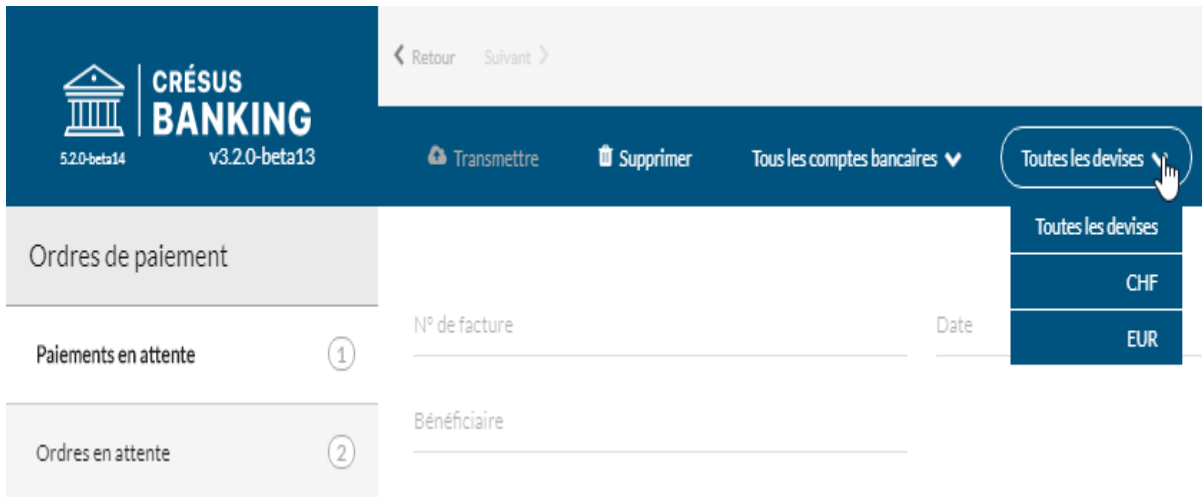 Retour Suivant
CRÉSUS
BANKING
5.2.0-beta14 v3.2.0-beta13
Transmettre Supprimer Tous les comptes bancaires Toutes les devises
Toutes les devises
CHF
EUR
Ordres de paiement
Paiements en attente 1
Ordres en attente 2
N° de facture Date
Bénéficiaire